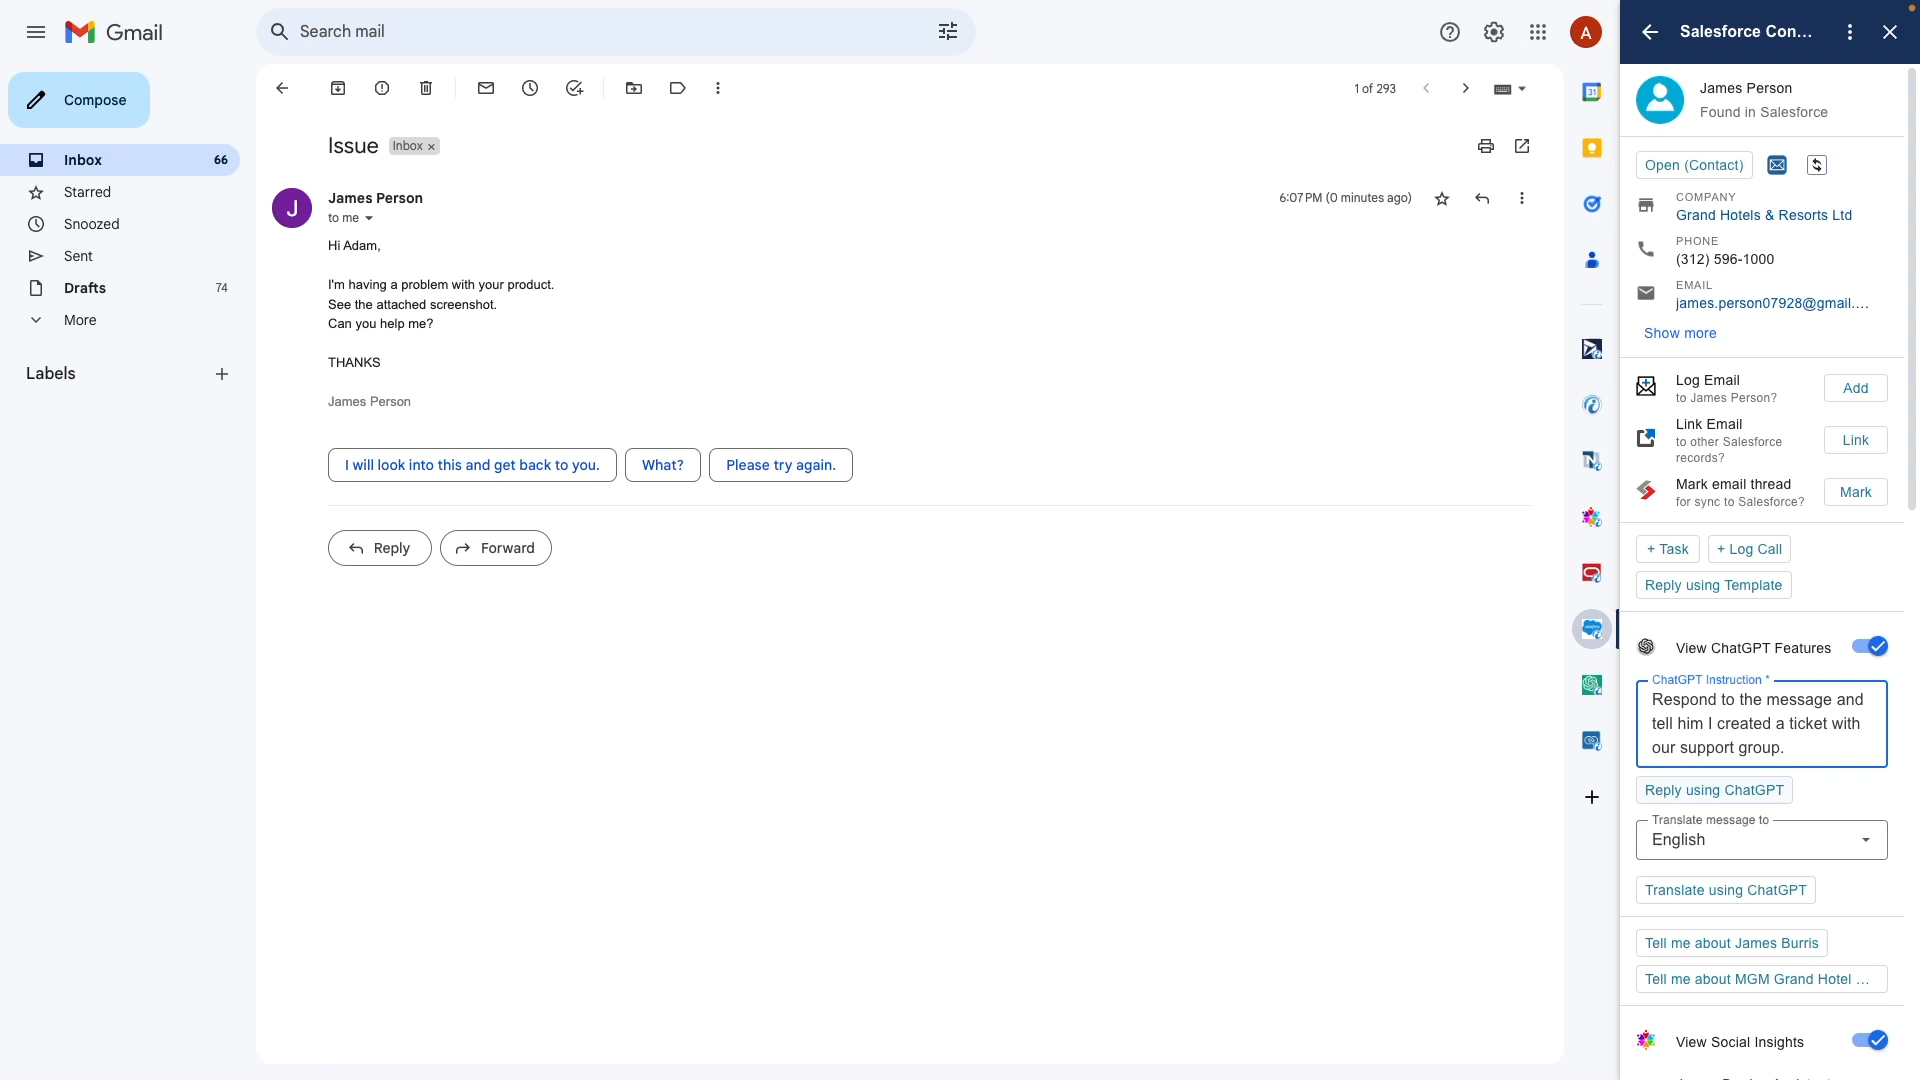 Gmail
Search mail
A
Salesforce Con...
Compose
Inbox 66
Starred
Snoozed
Sent
Drafts 74
More
Labels
1 of 293
Issue Inbox ×
J
James Person
to me
6:07 PM (0 minutes ago)
Hi Adam,
I'm having a problem with your product.
See the attached screenshot.
Can you help me?
THANKS
James Person
I will look into this and get back to you.
What?
Please try again.
Reply
Forward
31
James Person
Found in Salesforce
Open (Contact)
COMPANY
Grand Hotels & Resorts Ltd
PHONE
(312) 596-1000
EMAIL
james.person07928@gmail....
Show more
Log Email
to James Person?
Add
Link Email
to other Salesforce
records?
Link
Mark email thread
for sync to Salesforce?
Mark
+ Task
+ Log Call
Reply using Template
View ChatGPT Features
ChatGPT Instruction *
Respond to the message and
tell him I created a ticket with
our support group.
Reply using ChatGPT
Translate message to
English
Translate using ChatGPT
Tell me about James Burris
Tell me about MGM Grand Hotel ...
View Social Insights